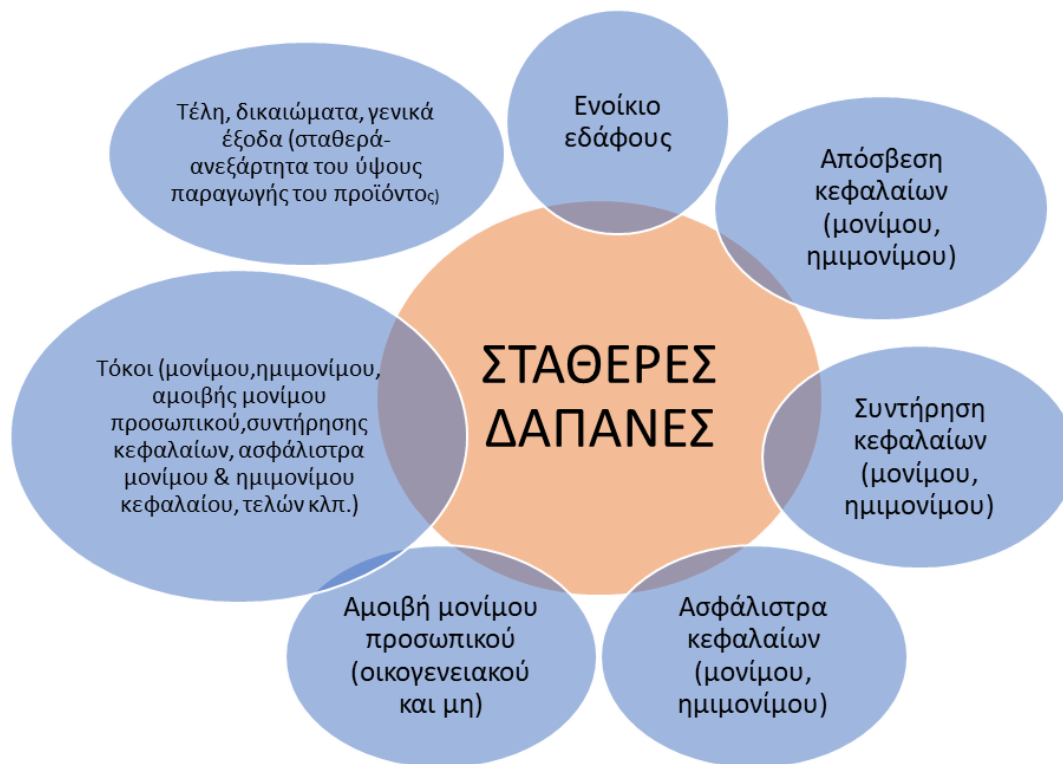 Ενοίκιο
εδάφους
Απόσβεση
κεφαλαίων
(μονίμου,
ημιμονίμου)
Συντήρηση
κεφαλαίων
(μονίμου,
ημιμονίμου)
Ασφάλιστρα
κεφαλαίων
(μονίμου,
ημιμονίμου)
Αμοιβή μονίμου
προσωπικού
(οικογενειακού
και μη)
Τόκοι (μονίμου,ημιμονίμου,
αμοιβής μονίμου
προσωπικού,συντήρησης
κεφαλαίων, ασφάλιστρα
μονίμου & ημιμονίμου
κεφαλαίου, τελών κλπ.)
Τέλη, δικαιώματα, γενικά
έξοδα (σταθερά-
ανεξάρτητα του ύψους
παραγωγής του προϊόντος)
ΣΤΑΘΕΡΕΣ
ΔΑΠΑΝΕΣ